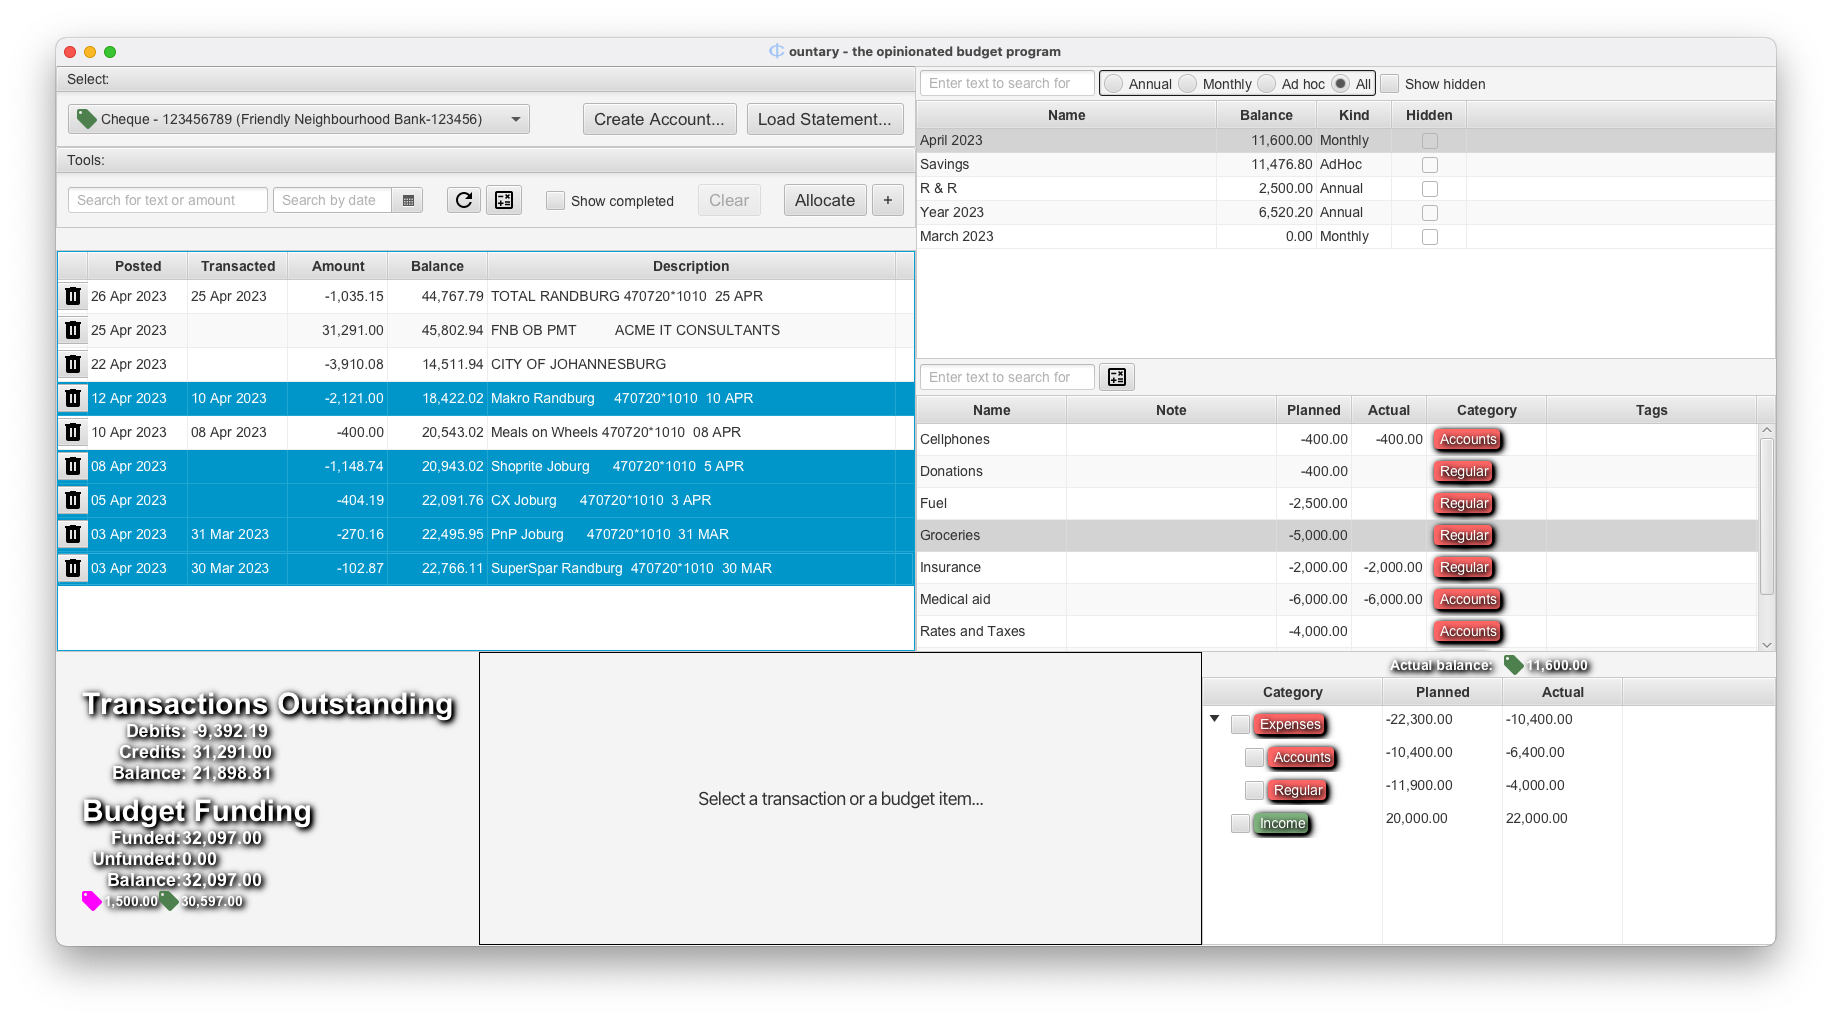 ountary - the opinionated budget program
Select:
Cheque - 123456789 (Friendly Neighbourhood Bank-123456)
Create Account...
Load Statement...
Tools:
Search for text or amount
Search by date
Show completed
Clear
Allocate
+
Posted Transacted Amount Balance Description
26 Apr 2023 25 Apr 2023 -1,035.15 44,767.79 TOTAL RANDBURG 470720*1010 25 APR
25 Apr 2023 31,291.00 45,802.94 FNB OB PMT ACME IT CONSULTANTS
22 Apr 2023 -3,910.08 14,511.94 CITY OF JOHANNESBURG
12 Apr 2023 10 Apr 2023 -2,121.00 18,422.02 Makro Randburg 470720*1010 10 APR
10 Apr 2023 08 Apr 2023 -400.00 20,543.02 Meals on Wheels 470720*1010 08 APR
08 Apr 2023 -1,148.74 20,943.02 Shoprite Joburg 470720*1010 5 APR
05 Apr 2023 -404.19 22,091.76 CX Joburg 470720*1010 3 APR
03 Apr 2023 31 Mar 2023 -270.16 22,495.95 PnP Joburg 470720*1010 31 MAR
03 Apr 2023 30 Mar 2023 -102.87 22,766.11 SuperSpar Randburg 470720*1010 30 MAR
Enter text to search for
Annual Monthly Ad hoc All
Show hidden
Name Balance Kind Hidden
April 2023 11,600.00 Monthly
Savings 11,476.80 AdHoc
R & R 2,500.00 Annual
Year 2023 6,520.20 Annual
March 2023 0.00 Monthly
Enter text to search for
Name Note Planned Actual Category Tags
Cellphones -400.00 -400.00 Accounts
Donations -400.00 Regular
Fuel -2,500.00 Regular
Groceries -5,000.00 Regular
Insurance -2,000.00 -2,000.00 Regular
Medical aid -6,000.00 -6,000.00 Accounts
Rates and Taxes -4,000.00 Accounts
Transactions Outstanding
Debits: -9,392.19
Credits: 31,291.00
Balance: 21,898.81
Budget Funding
Funded:32,097.00
Unfunded:0.00
Balance:32,097.00
1,500.00 30,597.00
Select a transaction or a budget item...
Actual balance: 11,600.00
Category Planned Actual
Expenses -22,300.00 -10,400.00
Accounts -10,400.00 -6,400.00
Regular -11,900.00 -4,000.00
Income 20,000.00 22,000.00